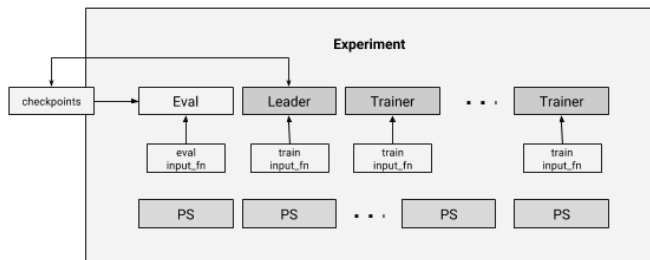 Experiment
checkpoints
Eval
Leader
Trainer
. . .
Trainer
eval
input_fn
train
input_fn
train
input_fn
train
input_fn
PS
PS
. . .
PS
PS